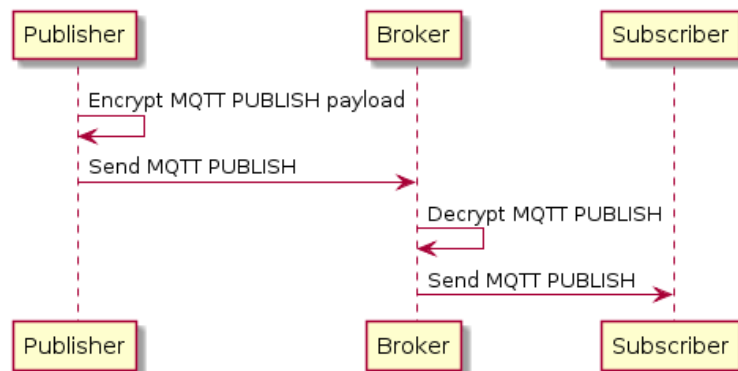 Publisher
Broker
Subscriber
Encrypt MQTT PUBLISH payload
Send MQTT PUBLISH
Decrypt MQTT PUBLISH
Send MQTT PUBLISH
Publisher
Broker
Subscriber